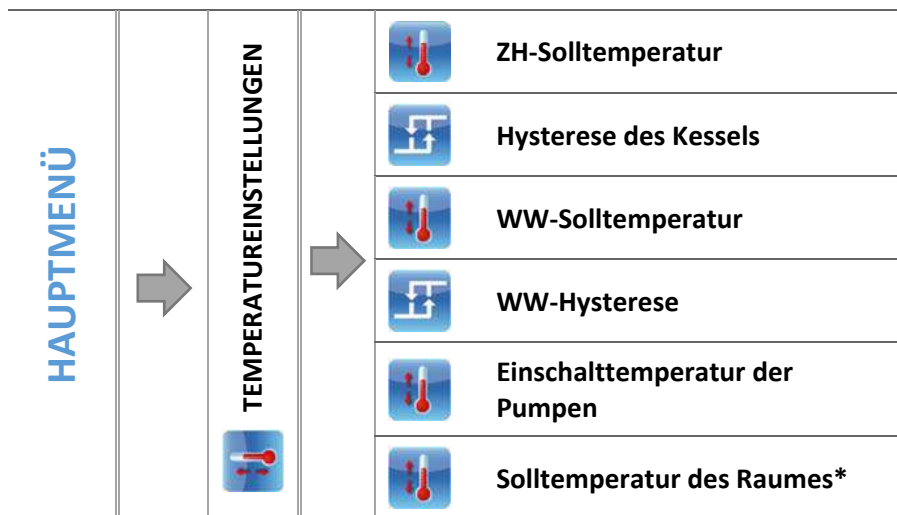 HAUPTMENÜ
TEMPERATUREINSTELLUNGEN
ZH-Solltemperatur
Hysterese des Kessels
WW-Solltemperatur
WW-Hysterese
Einschalttemperatur der
Pumpen
Solltemperatur des Raumes*